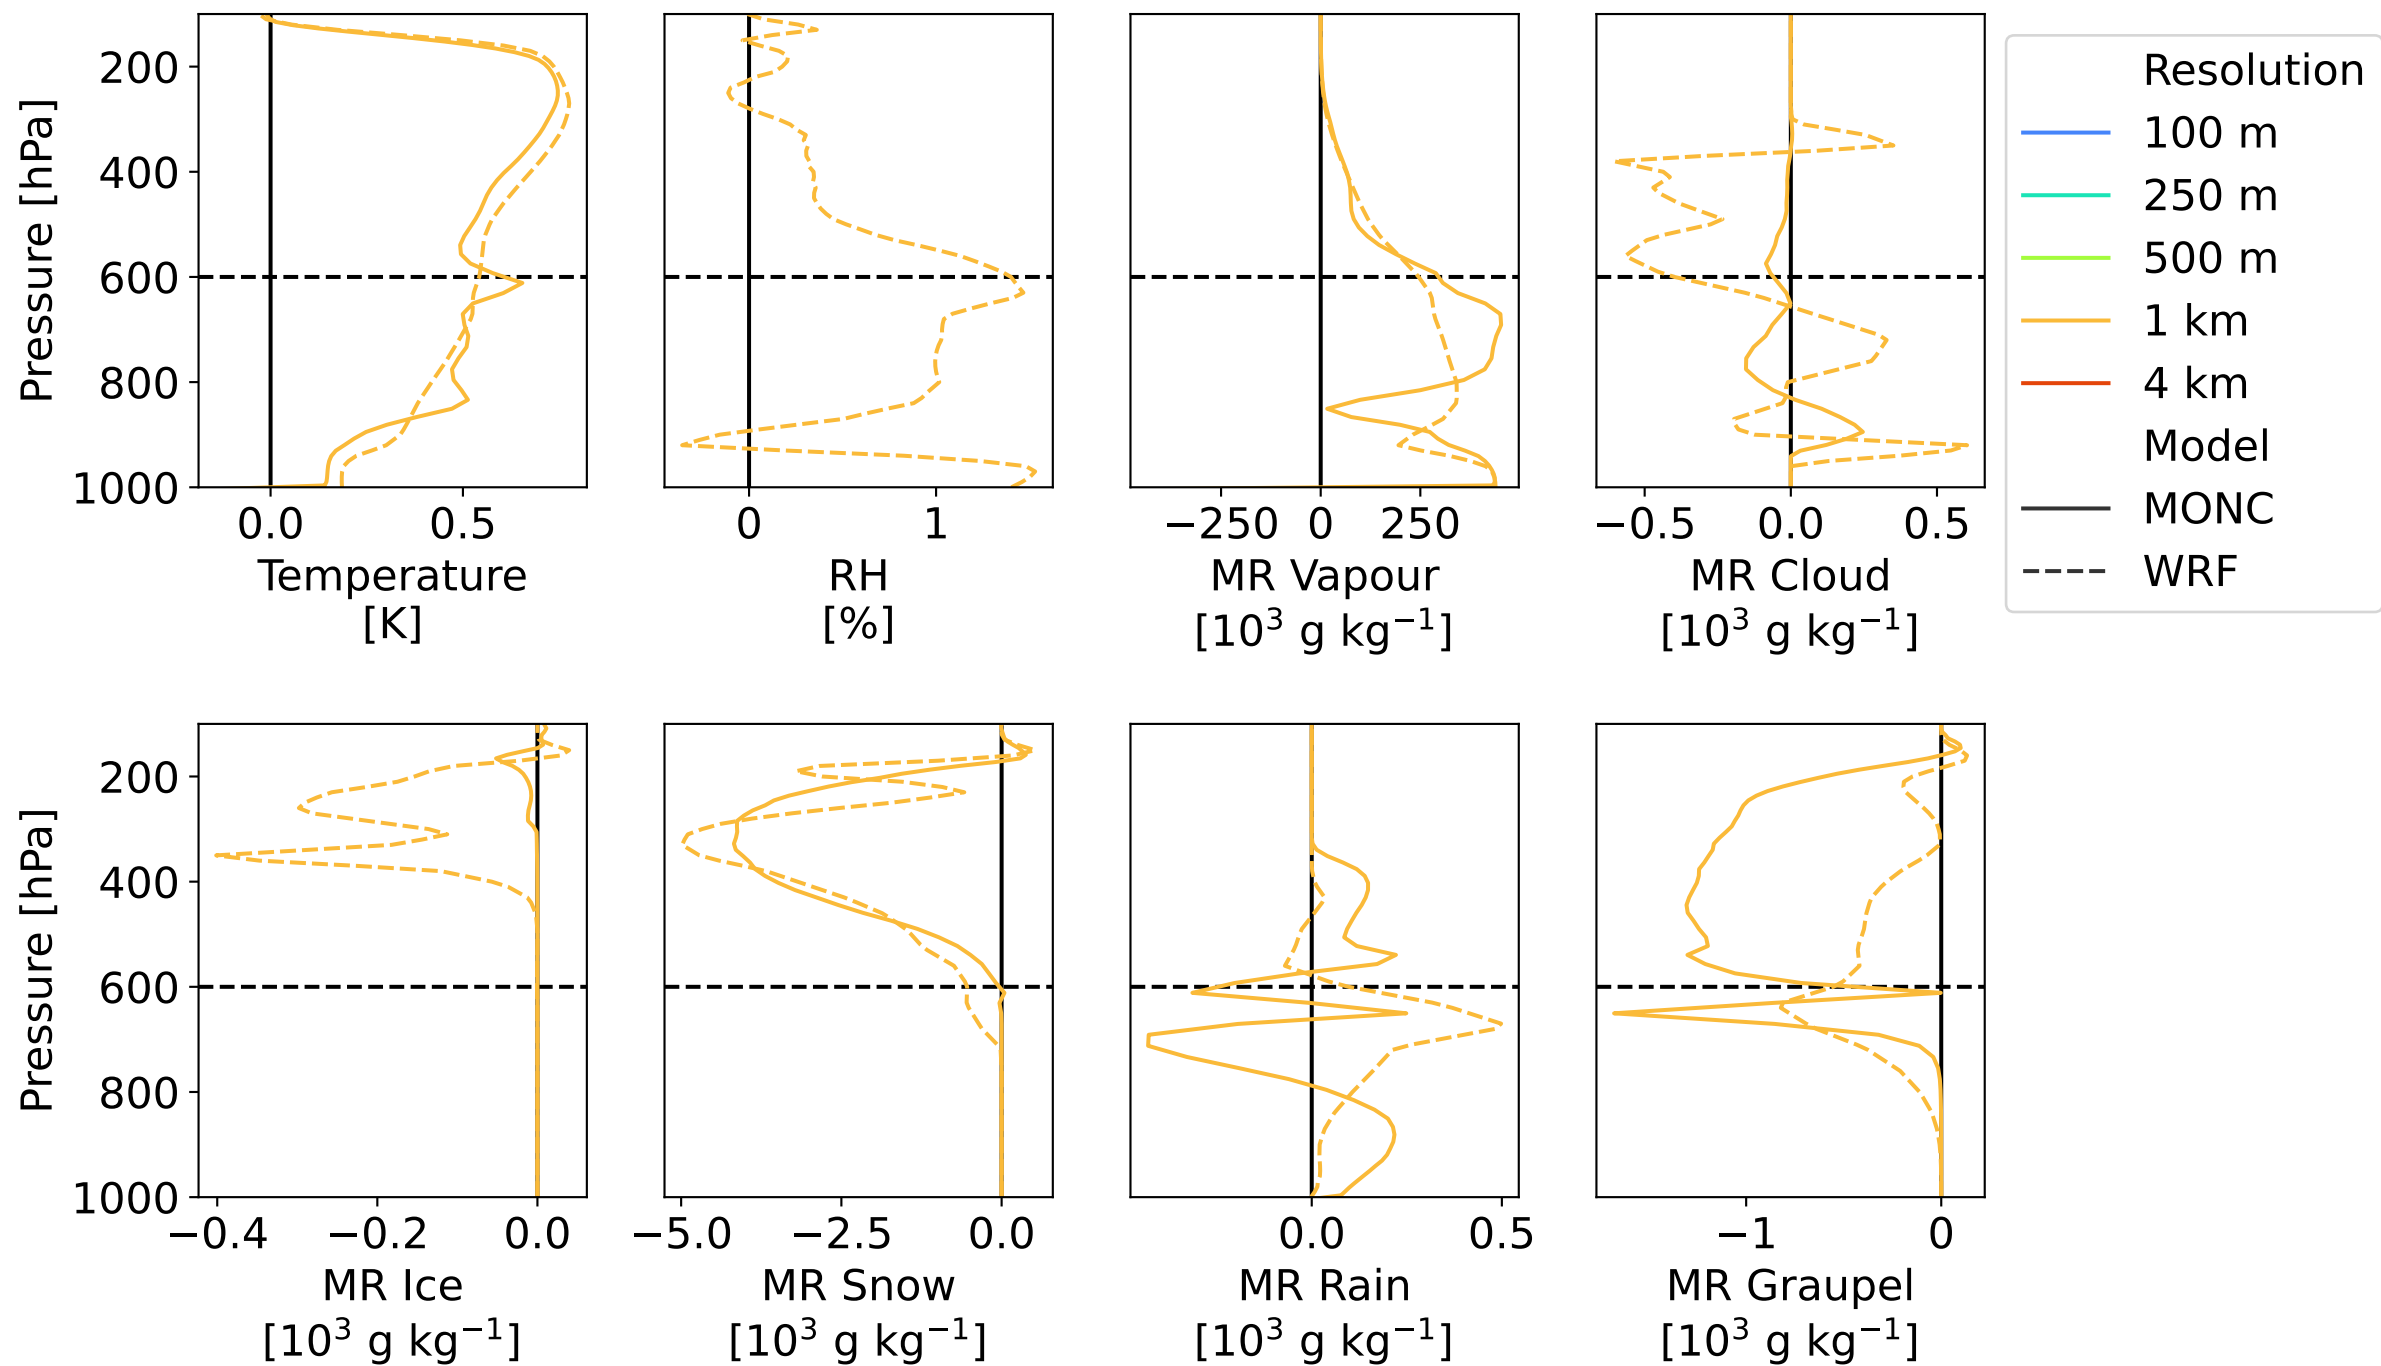 Pressure [hPa]
200
400
600
800
1000
0.0 0.5
Temperature
[K]
0 1
RH
[%]
−250 0 250
MR Vapour
[10³ g kg⁻¹]
−0.5 0.0 0.5
MR Cloud
[10³ g kg⁻¹]
Resolution
100 m
250 m
500 m
1 km
4 km
Model
MONC
WRF
Pressure [hPa]
200
400
600
800
1000
−0.4 −0.2 0.0
MR Ice
[10³ g kg⁻¹]
−5.0 −2.5 0.0
MR Snow
[10³ g kg⁻¹]
0.0 0.5
MR Rain
[10³ g kg⁻¹]
−1 0
MR Graupel
[10³ g kg⁻¹]